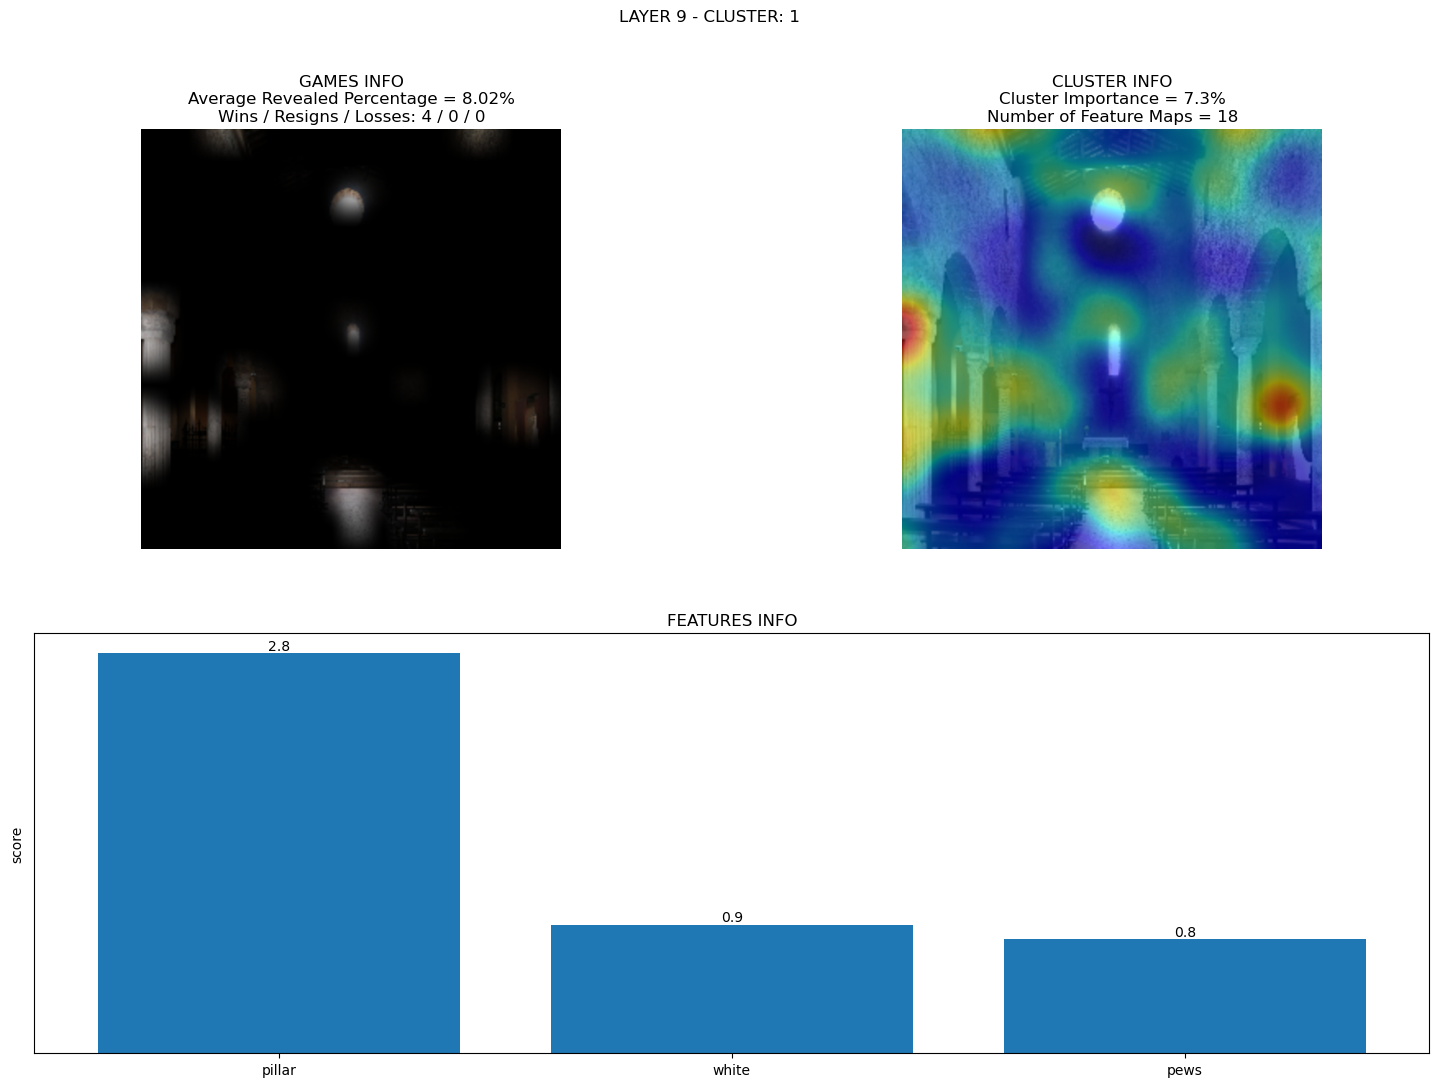 LAYER 9 - CLUSTER: 1
GAMES INFO
Average Revealed Percentage = 8.02%
Wins / Resigns / Losses: 4 / 0 / 0
CLUSTER INFO
Cluster Importance = 7.3%
Number of Feature Maps = 18
FEATURES INFO
score
2.8
0.9
0.8
pillar
white
pews